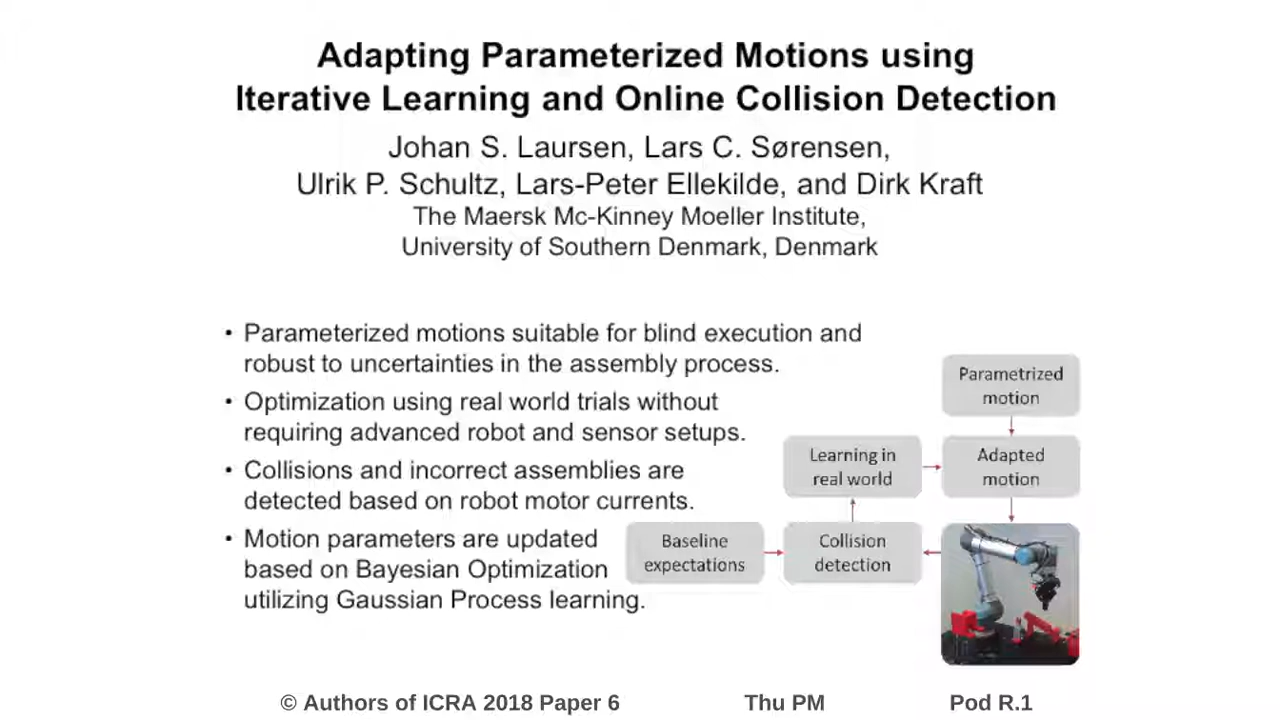 Adapting Parameterized Motions using
Iterative Learning and Online Collision Detection
Johan S. Laursen, Lars C. Sørensen,
Ulrik P. Schultz, Lars-Peter Ellekilde, and Dirk Kraft
The Maersk Mc-Kinney Moeller Institute,
University of Southern Denmark, Denmark
• Parameterized motions suitable for blind execution and
robust to uncertainties in the assembly process.
• Optimization using real world trials without
requiring advanced robot and sensor setups.
• Collisions and incorrect assemblies are
detected based on robot motor currents.
• Motion parameters are updated
based on Bayesian Optimization
utilizing Gaussian Process learning.
Parametrized
motion
Learning in
real world
Adapted
motion
Baseline
expectations
Collision
detection
© Authors of ICRA 2018 Paper 6 Thu PM Pod R.1